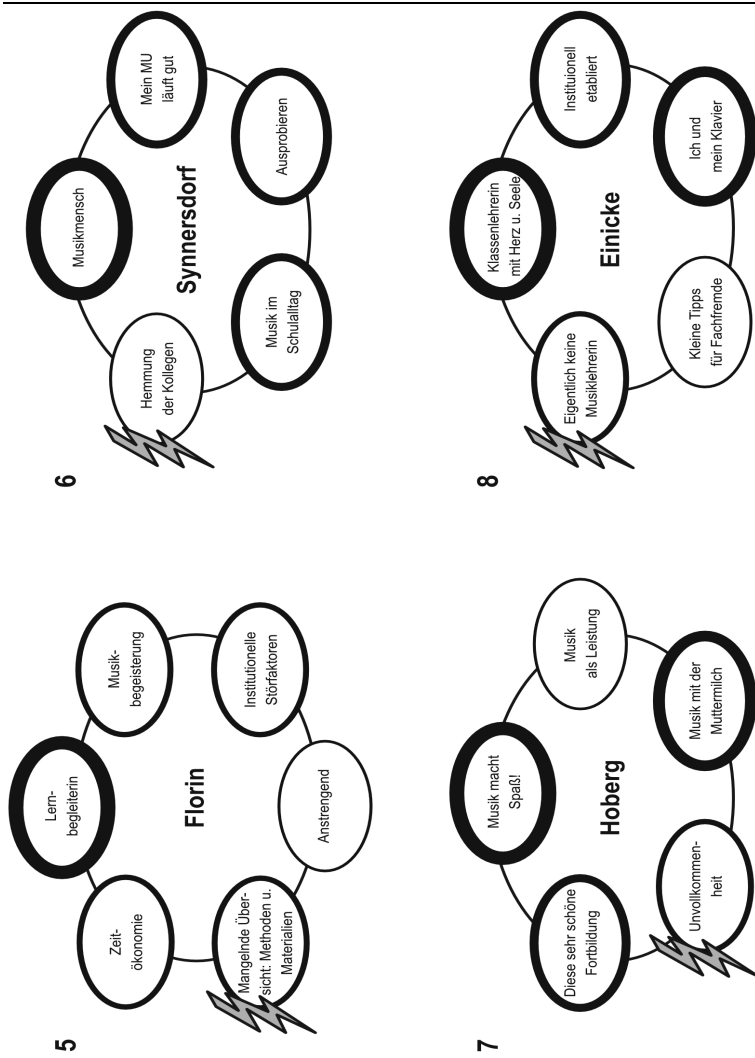 5
Lern-
begleiterin
Musik-
begeisterung
Institutionelle
Störfaktoren
Anstrengend
Mangelnde Über-
sicht: Methoden u.
Materialien
Zeit-
ökonomie
Florin
6
Musikmensch
Mein MU
läuft gut
Ausprobieren
Musik im
Schulalltag
Hemmung
der Kollegen
Synnersdorf
7
Musik macht
Spaß!
Musik
als Leistung
Musik mit der
Muttermilch
Unvollkommen-
heit
Diese sehr schöne
Fortbildung
Hoberg
8
Klassenlehrerin
mit Herz u. Seele
Instituionell
etabliert
Ich und
mein Klavier
Kleine Tipps
für Fachfremde
Eigentlich keine
Musiklehrerin
Einicke